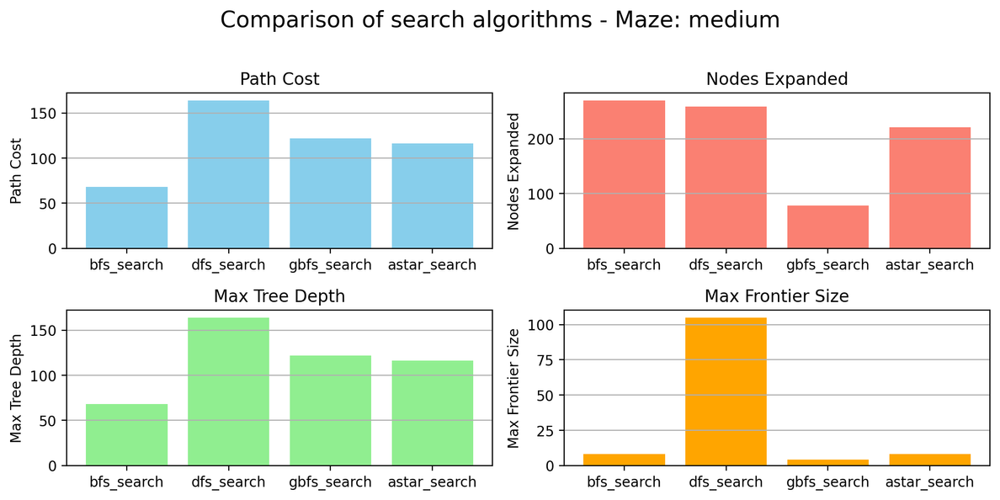 Comparison of search algorithms - Maze: medium
Path Cost
Path Cost
150
100
50
0
bfs_search dfs_search gbfs_search astar_search
Nodes Expanded
Nodes Expanded
200
100
0
bfs_search dfs_search gbfs_search astar_search
Max Tree Depth
Max Tree Depth
150
100
50
0
bfs_search dfs_search gbfs_search astar_search
Max Frontier Size
Max Frontier Size
100
75
50
25
0
bfs_search dfs_search gbfs_search astar_search